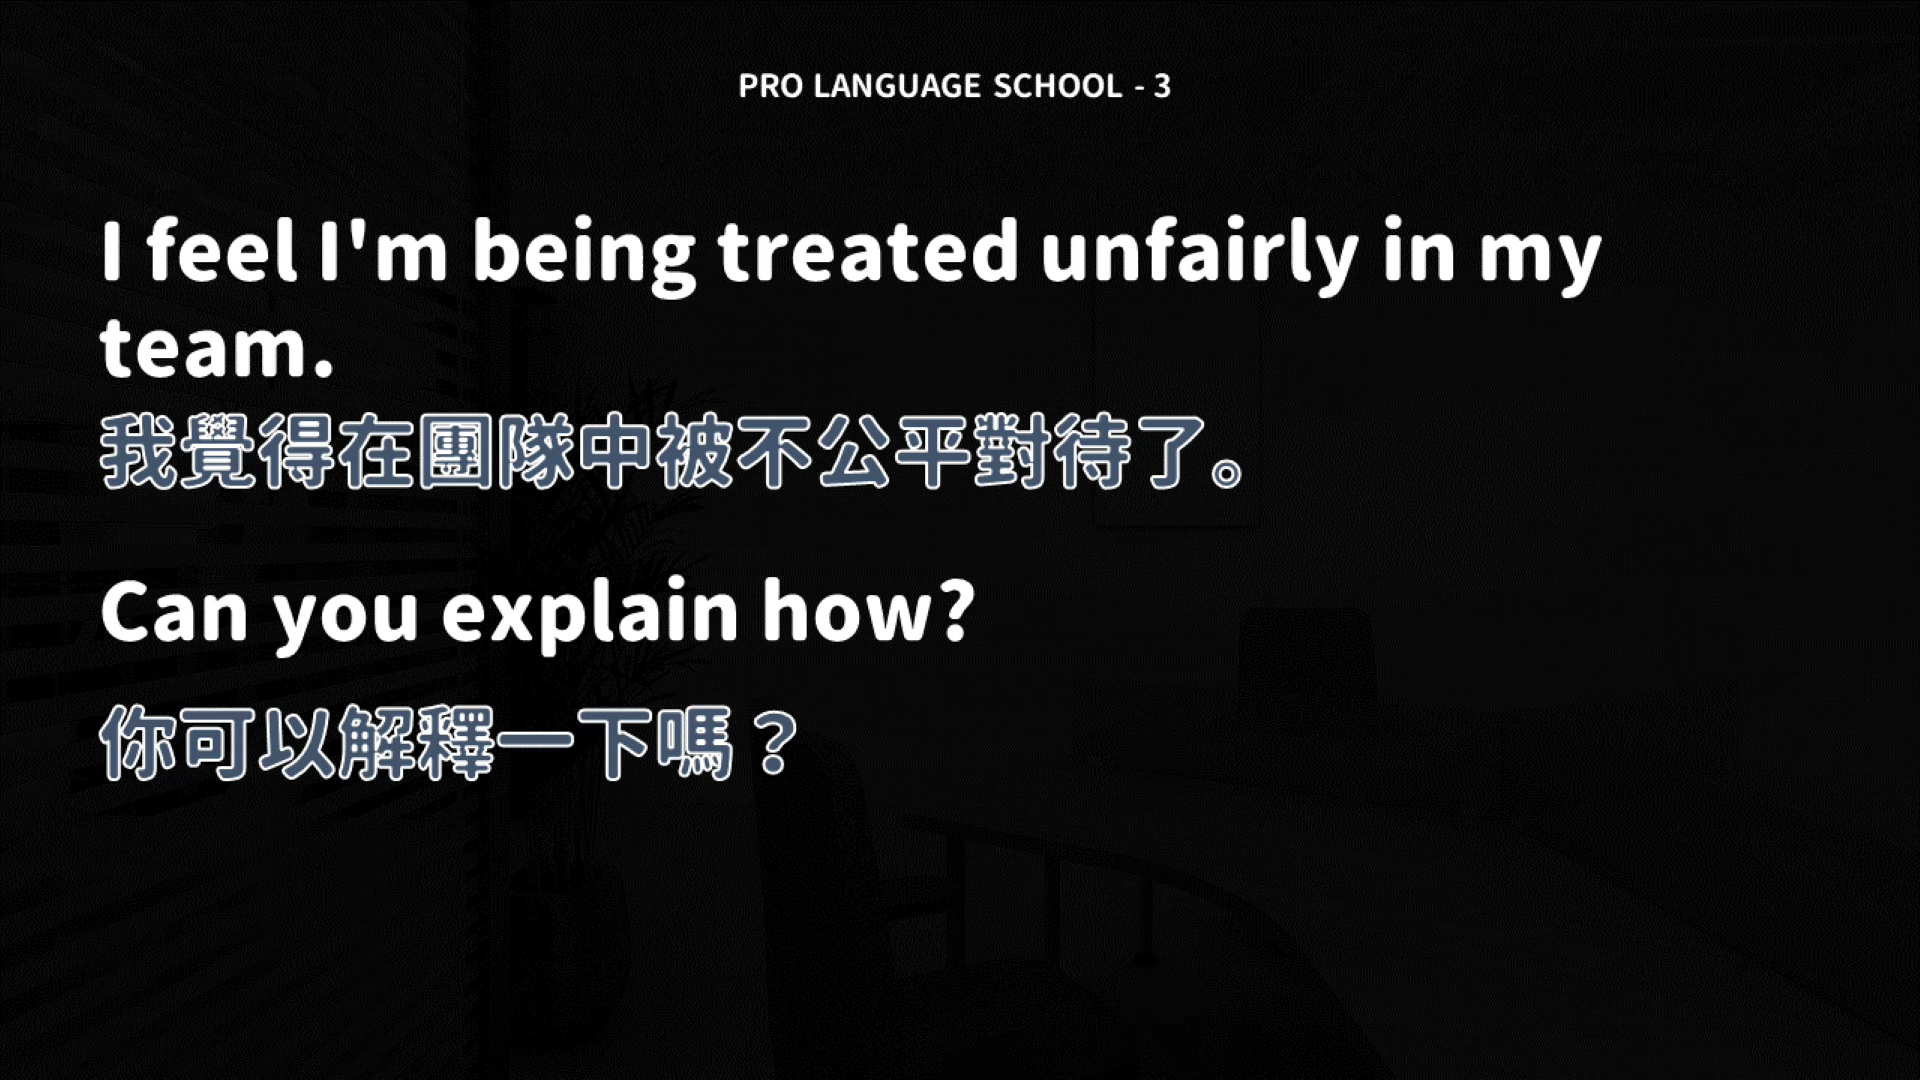 PRO LANGUAGE SCHOOL - 3
I feel I'm being treated unfairly in my
team.
我覺得在團隊中被不公平對待了。
Can you explain how?
你可以解釋一下嗎？